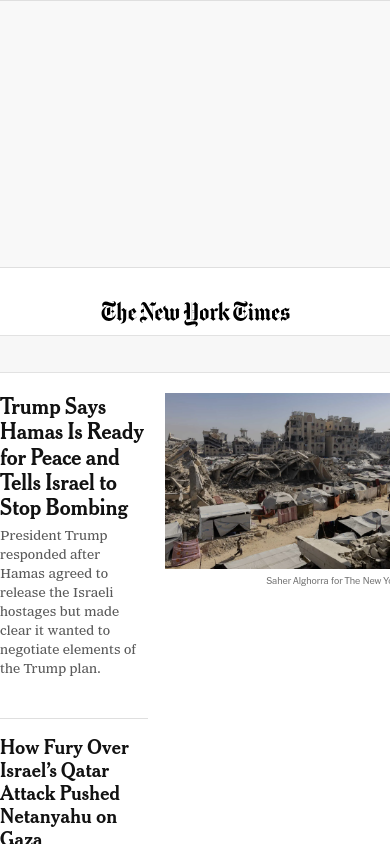 The New York Times
Trump Says
Hamas Is Ready
for Peace and
Tells Israel to
Stop Bombing
President Trump
responded after
Hamas agreed to
release the Israeli
hostages but made
clear it wanted to
negotiate elements of
the Trump plan.
Saher Alghorra for The New Yo
How Fury Over
Israel’s Qatar
Attack Pushed
Netanyahu on
Gaza